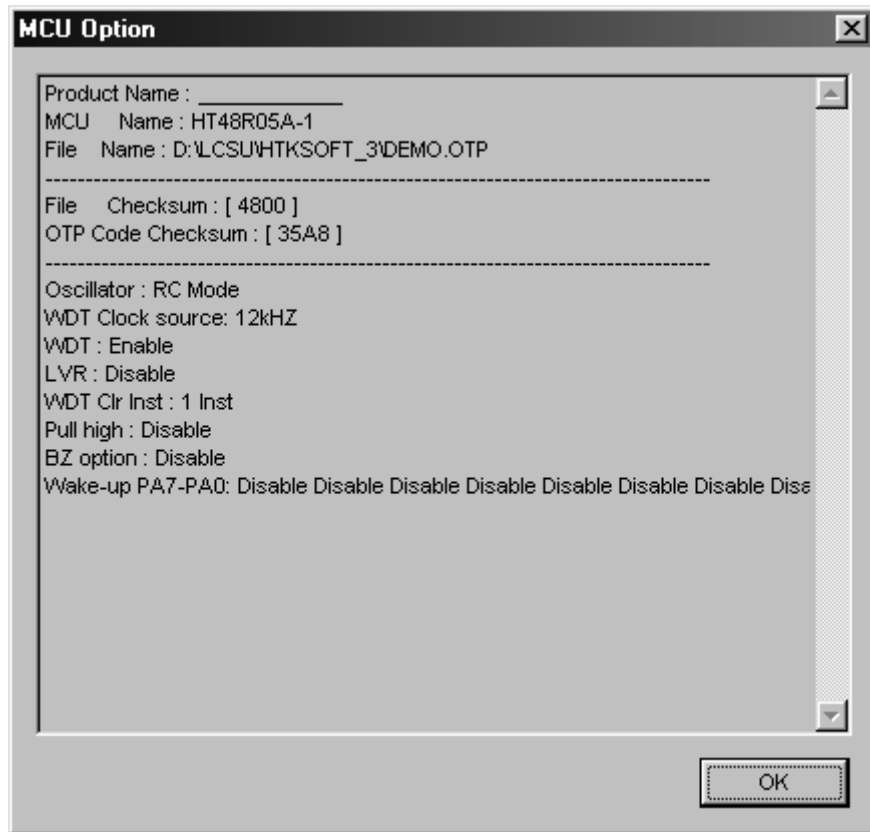 MCU Option
Product Name : ____________
MCU Name : HT48R05A-1
File Name : D:\LCSU\HTKSOFT_3\DEMO.OTP
-----------------------------------------------------------------------------------
File Checksum : [ 4800 ]
OTP Code Checksum : [ 35A8 ]
-----------------------------------------------------------------------------------
Oscillator : RC Mode
WDT Clock source: 12kHZ
WDT : Enable
LVR : Disable
WDT Clr Inst : 1 Inst
Pull high : Disable
BZ option : Disable
Wake-up PA7-PA0: Disable Disable Disable Disable Disable Disable Disable Disa
OK